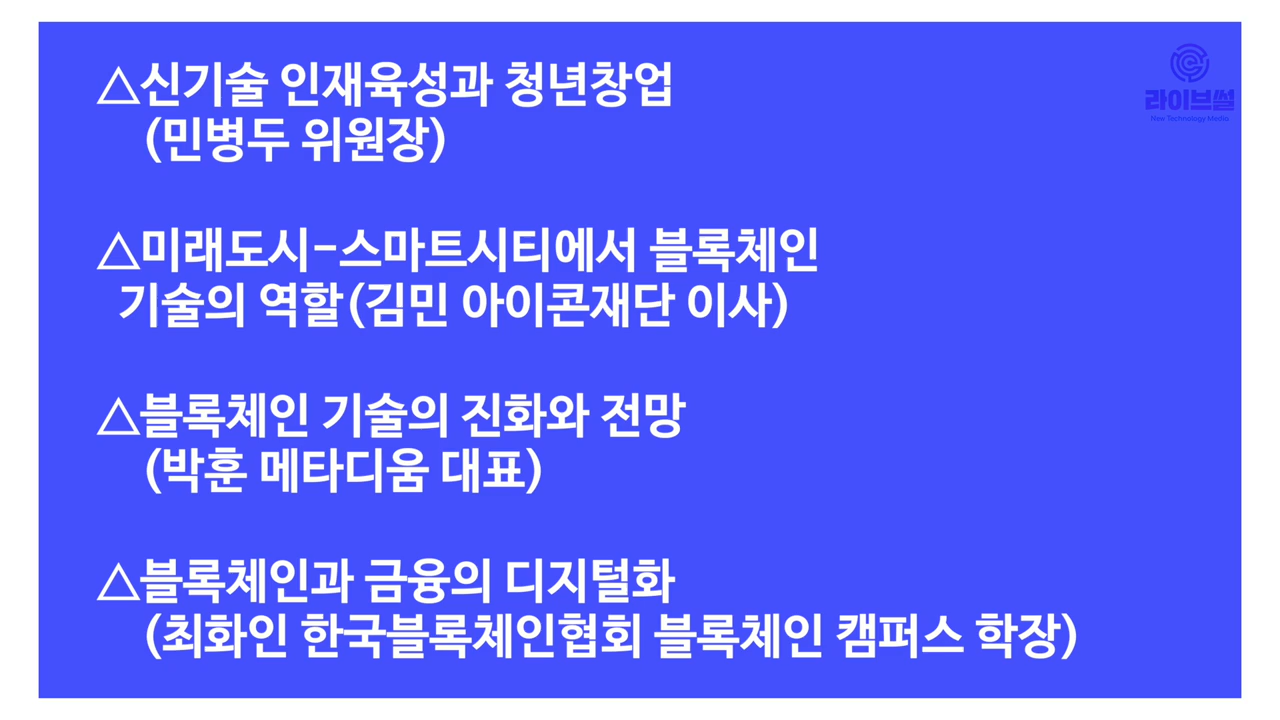 △신기술 인재육성과 청년창업
(민병두 위원장)
△미래도시-스마트시티에서 블록체인
기술의 역할(김민 아이콘재단 이사)
△블록체인 기술의 진화와 전망
(박훈 메타디움 대표)
△블록체인과 금융의 디지털화
(최화인 한국블록체인협회 블록체인 캠퍼스 학장)
라이브썰
New Technology Media